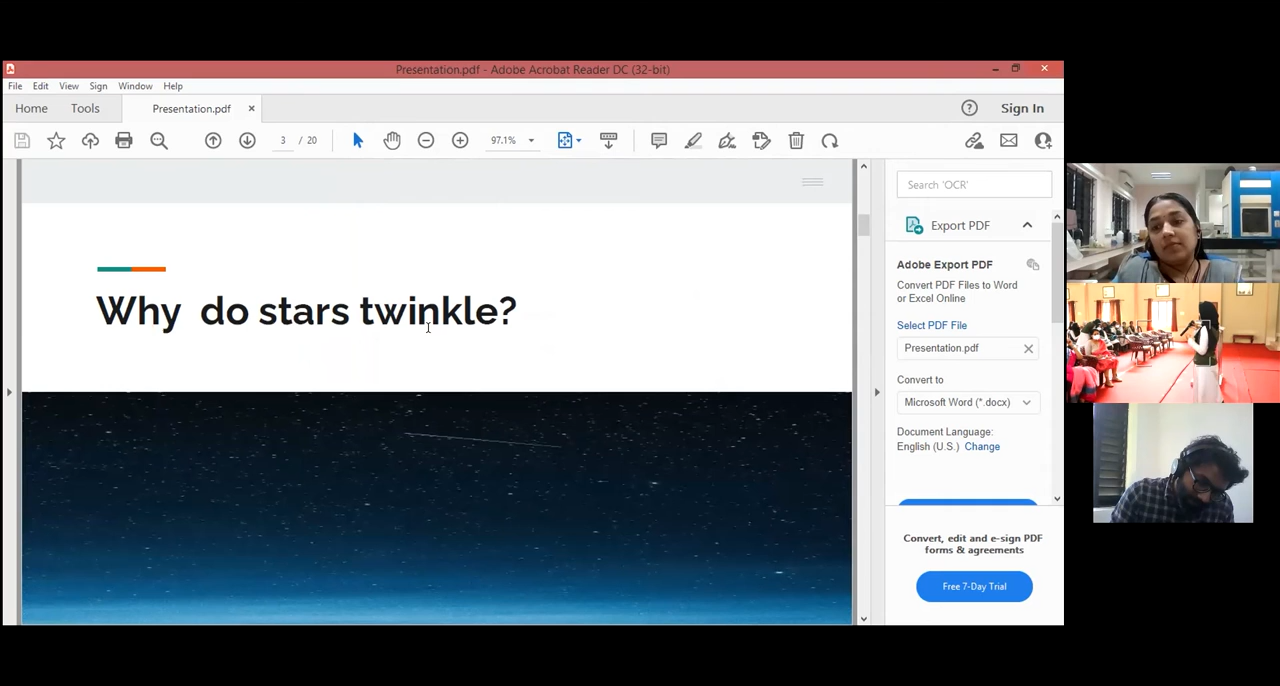 Presentation.pdf - Adobe Acrobat Reader DC (32-bit)
File Edit View Sign Window Help
Home Tools Presentation.pdf × Sign In
3 / 20 97.1%
Search 'OCR'
Export PDF
Adobe Export PDF
Convert PDF Files to Word
or Excel Online
Select PDF File
Presentation.pdf
Convert to
Microsoft Word (*.docx)
Document Language:
English (U.S.) Change
Convert, edit and e-sign PDF
forms & agreements
Free 7-Day Trial
Why do stars twinkle?